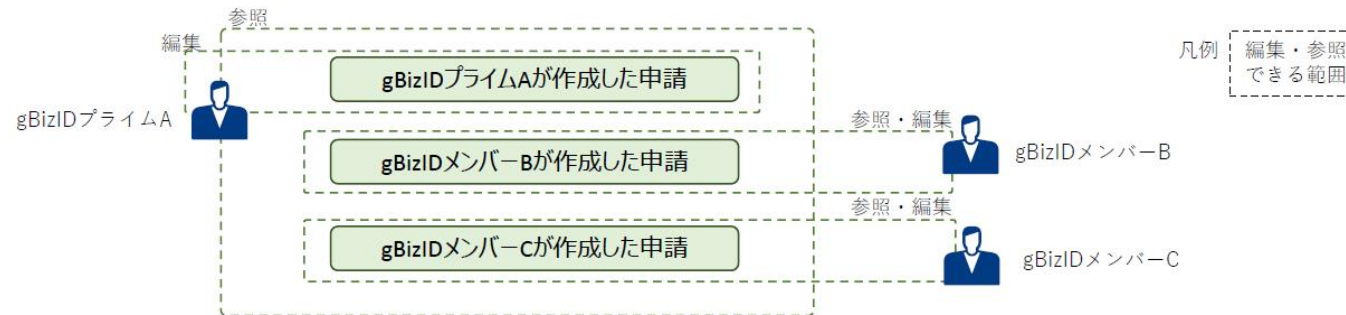 参照
編集
gBizIDプライムAが作成した申請
gBizIDプライムA
参照・編集
gBizIDメンバーBが作成した申請
gBizIDメンバーB
参照・編集
gBizIDメンバーCが作成した申請
gBizIDメンバーC
凡例
編集・参照
できる範囲